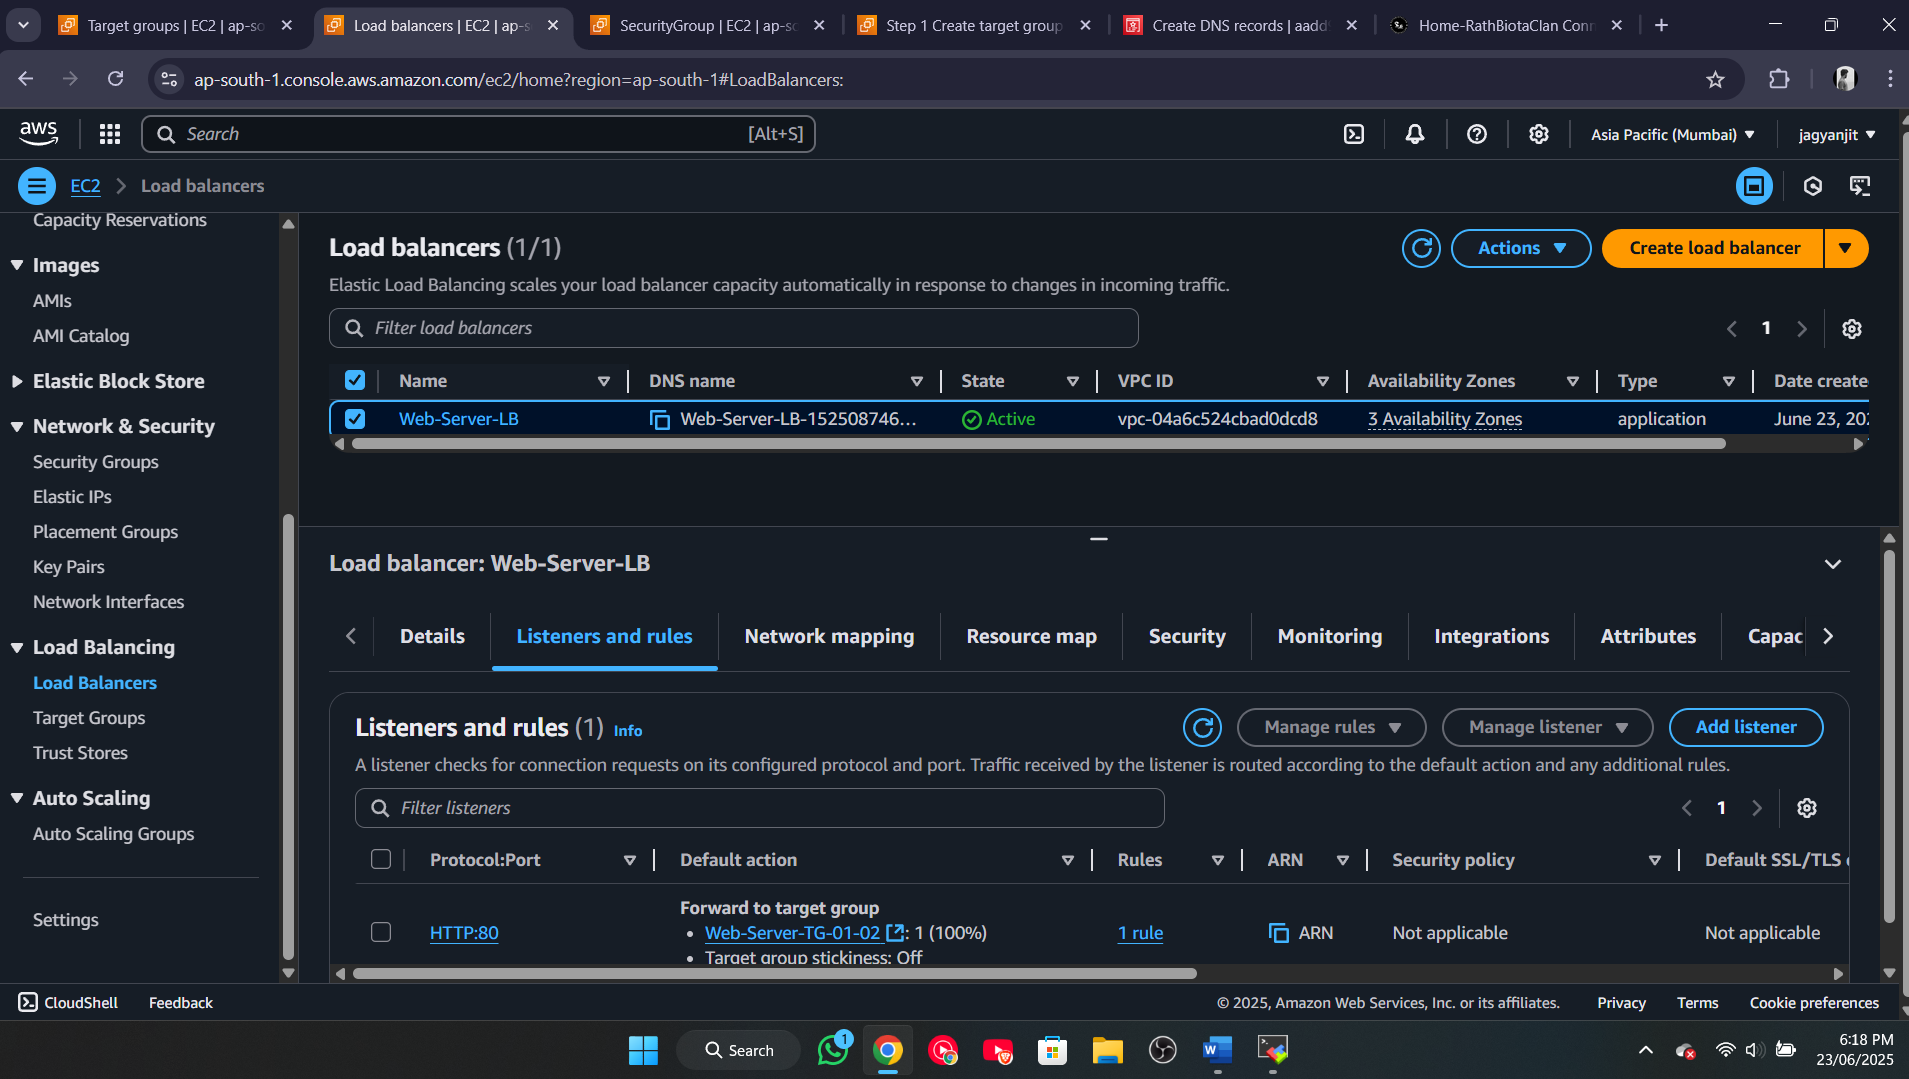 Target groups | EC2 | ap-so
Load balancers | EC2 | ap-s
SecurityGroup | EC2 | ap-so
Step 1 Create target group
Create DNS records | aadd
Home-RathBiotaClan Conn
ap-south-1.console.aws.amazon.com/ec2/home?region=ap-south-1#LoadBalancers:
aws
Search
[Alt+S]
Asia Pacific (Mumbai)
jagyanjit
EC2
Load balancers
Capacity Reservations
Images
AMIs
AMI Catalog
Elastic Block Store
Network & Security
Security Groups
Elastic IPs
Placement Groups
Key Pairs
Network Interfaces
Load Balancing
Load Balancers
Target Groups
Trust Stores
Auto Scaling
Auto Scaling Groups
Settings
Load balancers (1/1)
Actions
Create load balancer
Elastic Load Balancing scales your load balancer capacity automatically in response to changes in incoming traffic.
Filter load balancers
1
Name DNS name State VPC ID Availability Zones Type Date create
Web-Server-LB Web-Server-LB-152508746... Active vpc-04a6c524cbad0dcd8 3 Availability Zones application June 23, 202
Load balancer: Web-Server-LB
Details Listeners and rules Network mapping Resource map Security Monitoring Integrations Attributes Capac
Listeners and rules (1) Info
Manage rules
Manage listener
Add listener
A listener checks for connection requests on its configured protocol and port. Traffic received by the listener is routed according to the default action and any additional rules.
Filter listeners
1
Protocol:Port Default action Rules ARN Security policy Default SSL/TLS
Forward to target group
HTTP:80 • Web-Server-TG-01-02 : 1 (100%) 1 rule ARN Not applicable Not applicable
• Target group stickiness: Off
CloudShell Feedback
© 2025, Amazon Web Services, Inc. or its affiliates. Privacy Terms Cookie preferences
Search
1
6:18 PM
23/06/2025